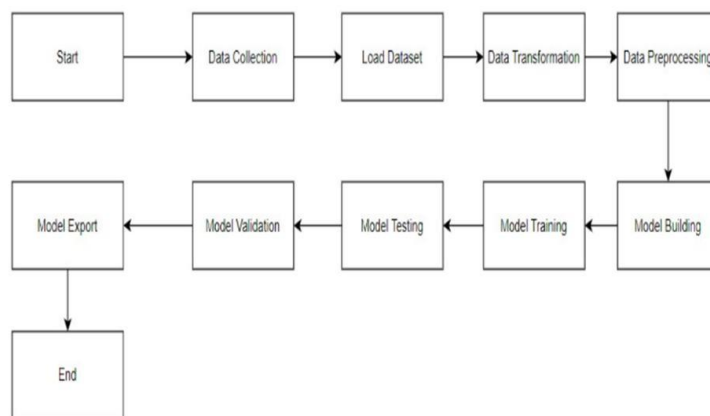 Start
Data Collection
Load Dataset
Data Transformation
Data Preprocessing
Model Building
Model Training
Model Testing
Model Validation
Model Export
End